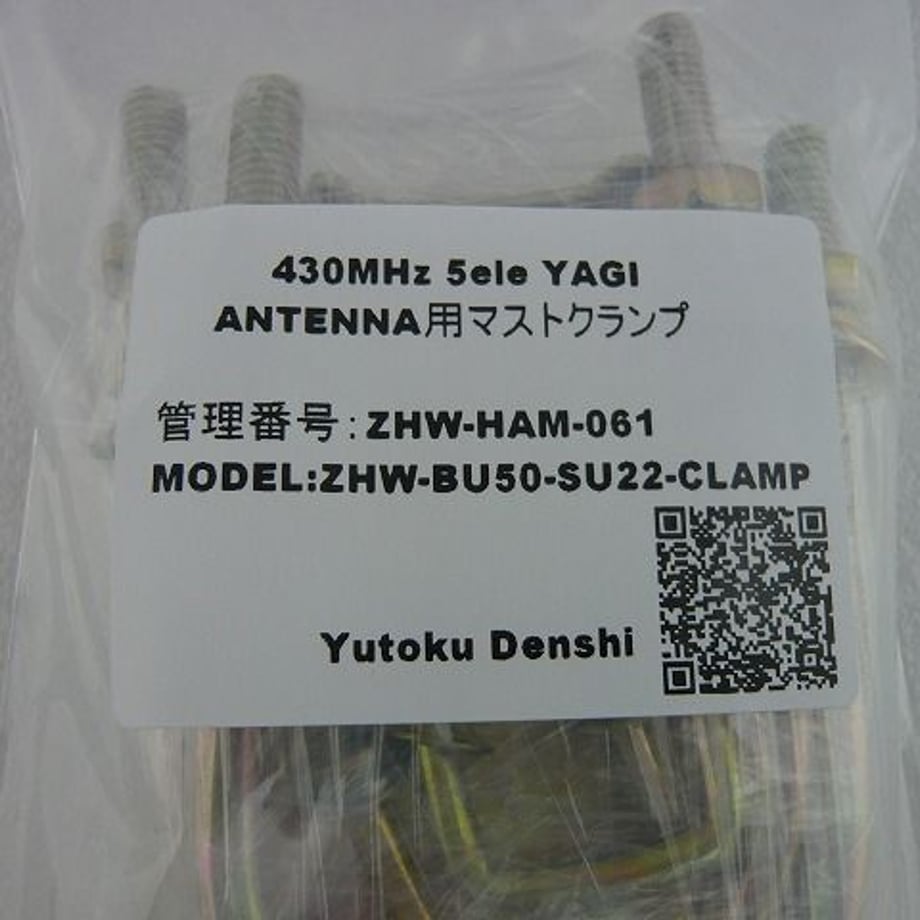 430MHz 5ele YAGI
ANTENNA用マストクランプ
管理番号:ZHW-HAM-061
MODEL:ZHW-BU50-SU22-CLAMP
Yutoku Denshi